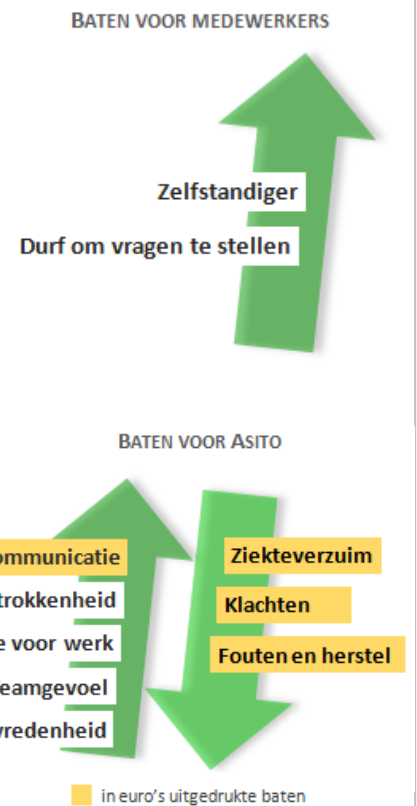 BATEN VOOR MEDEWERKERS
Zelfstandiger
Durf om vragen te stellen
BATEN VOOR ASITO
ommunicatie
trokkenheid
e voor werk
eamgevoel
vredenheid
Ziekteverzuim
Klachten
Fouten en herstel
in euro's uitgedrukte baten